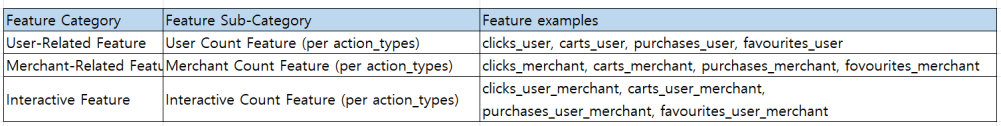 Feature Category Feature Sub-Category Feature examples
User-Related Feature User Count Feature (per action_types) clicks_user, carts_user, purchases_user, favourites_user
Merchant-Related Featu Merchant Count Feature (per action_types) clicks_merchant, carts_merchant, purchases_merchant, fovourites_merchant
Interactive Feature Interactive Count Feature (per action_types) clicks_user_merchant, carts_user_merchant,
purchases_user_merchant, favourites_user_merchant